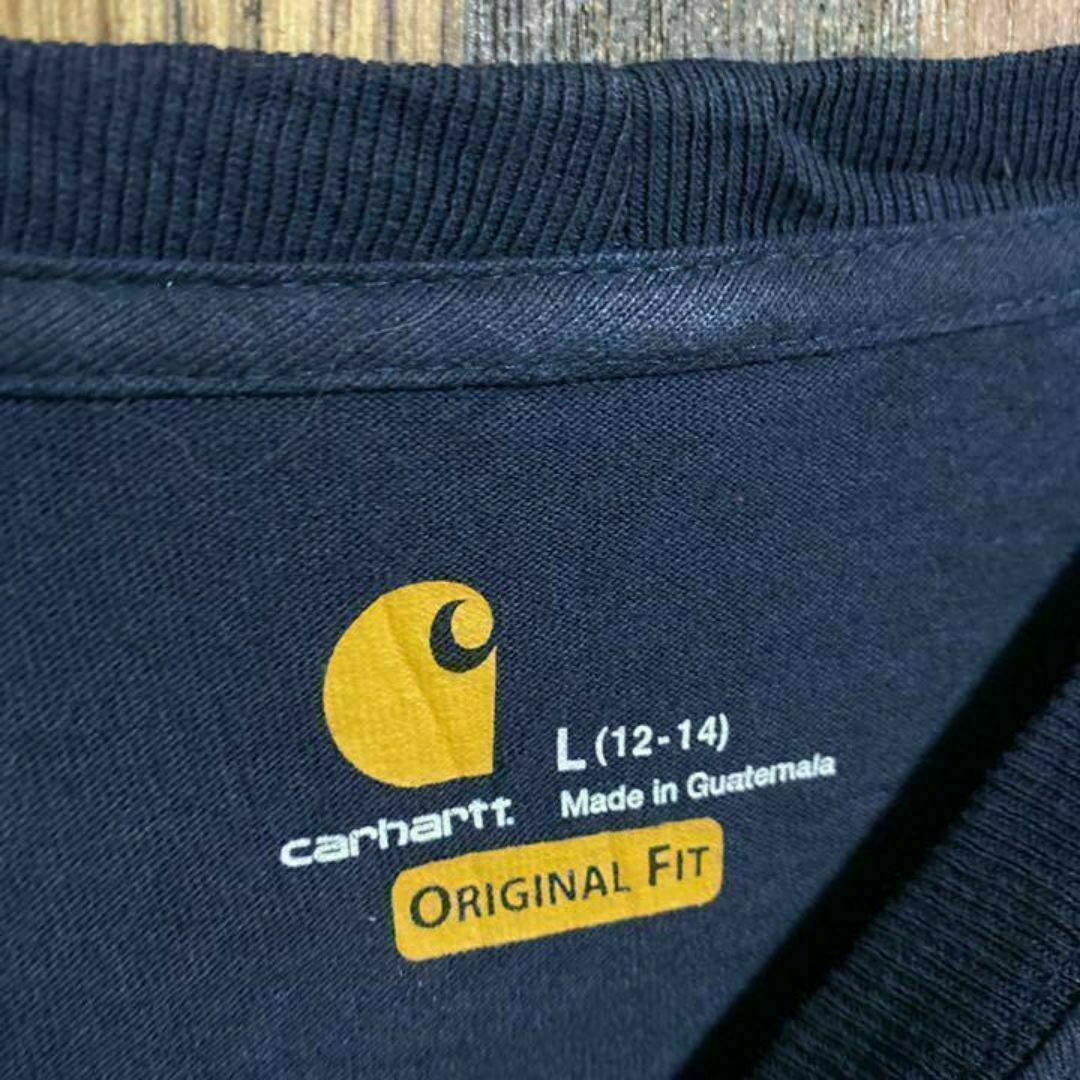 L (12-14)
Made in Guatemala
carhartt.
ORIGINAL FIT